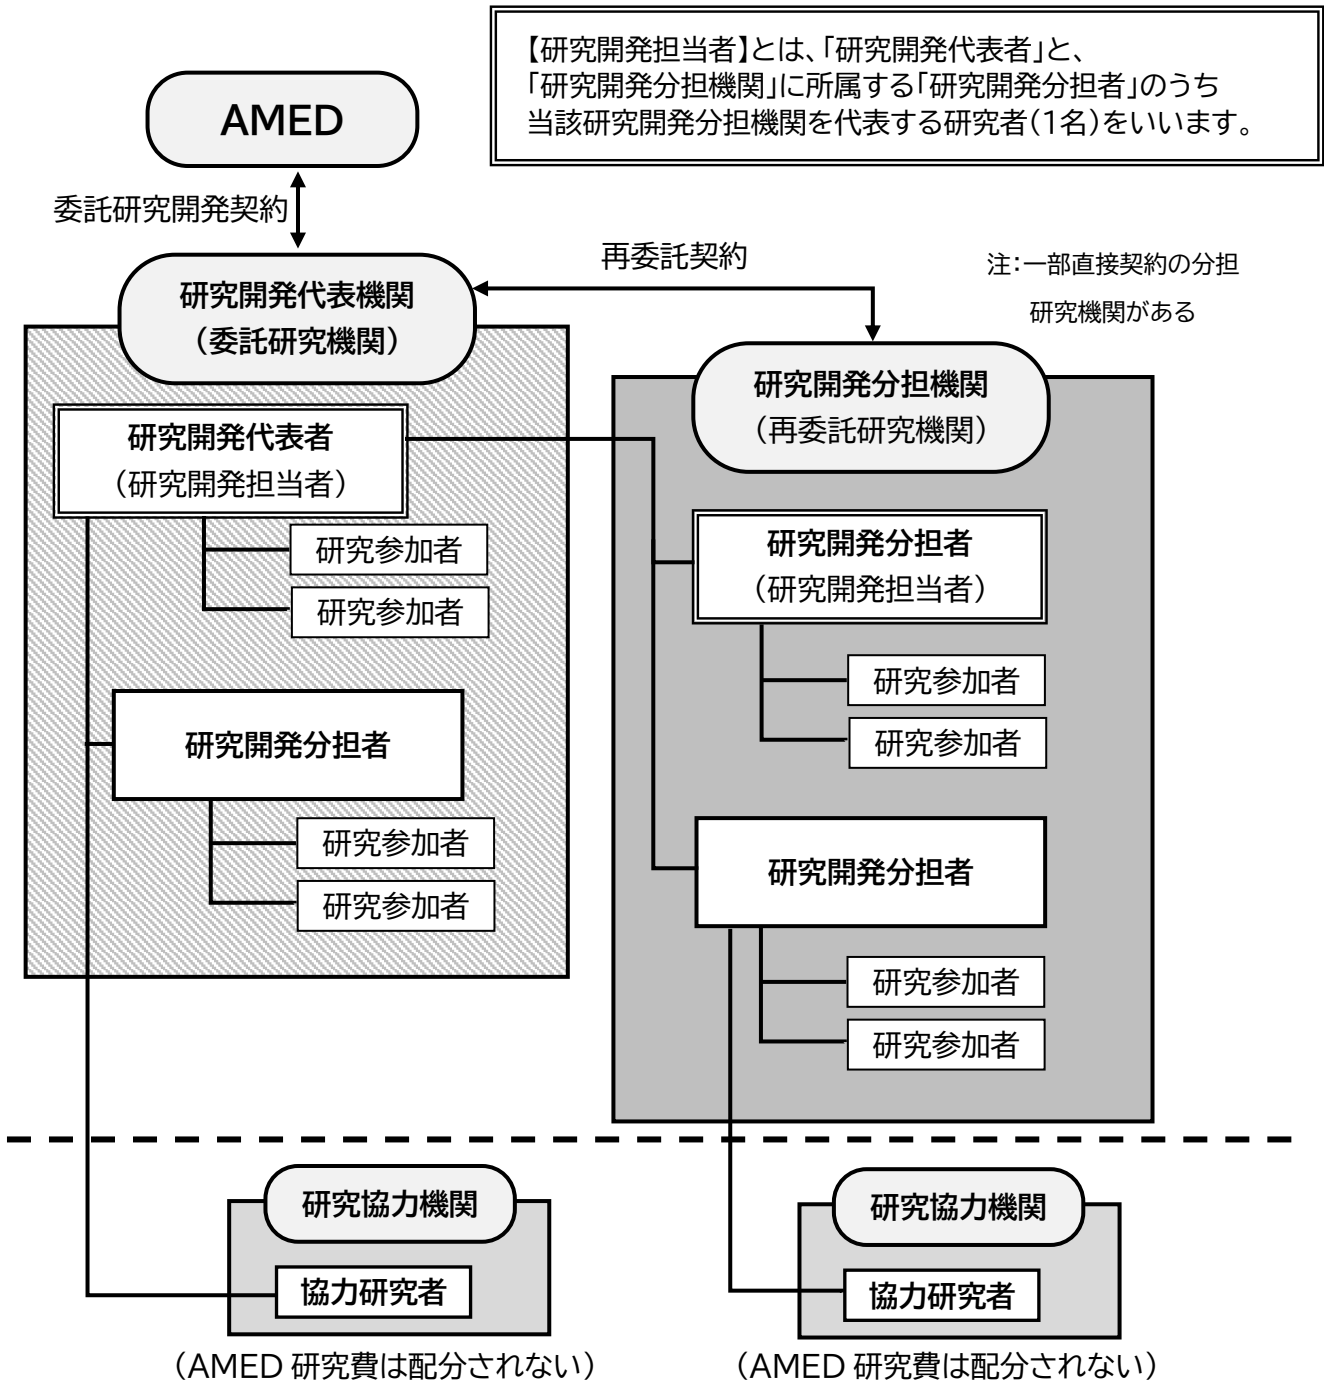 【研究開発担当者】とは、「研究開発代表者」と、
「研究開発分担機関」に所属する「研究開発分担者」のうち
当該研究開発分担機関を代表する研究者（1名）をいいます。
AMED
委託研究開発契約
再委託契約
注：一部直接契約の分担
研究機関がある
研究開発代表機関
（委託研究機関）
研究開発代表者
（研究開発担当者）
研究参加者
研究参加者
研究開発分担者
研究参加者
研究参加者
研究開発分担機関
（再委託研究機関）
研究開発分担者
（研究開発担当者）
研究参加者
研究参加者
研究開発分担者
研究参加者
研究参加者
研究協力機関
協力研究者
（AMED 研究費は配分されない）
研究協力機関
協力研究者
（AMED 研究費は配分されない）